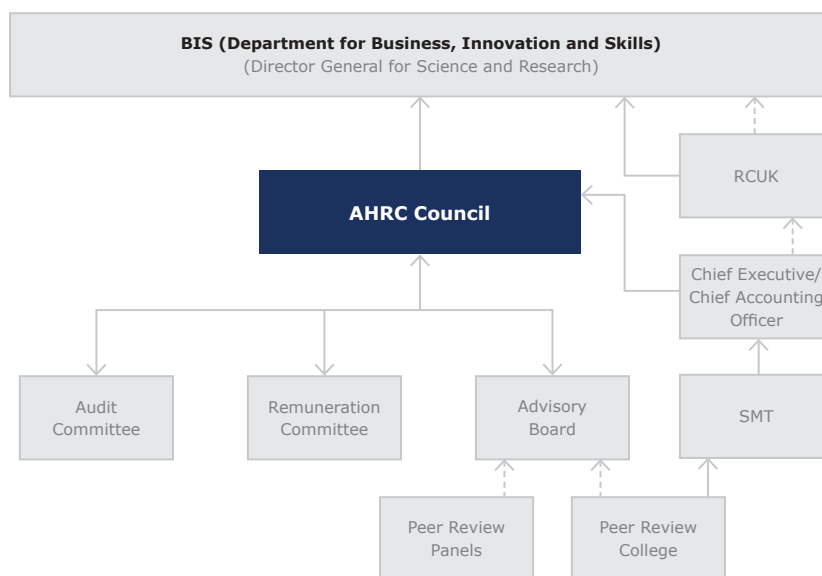 BIS (Department for Business, Innovation and Skills)
(Director General for Science and Research)
RCUK
AHRC Council
Chief Executive/
Chief Accounting
Officer
Audit
Committee
Remuneration
Committee
Advisory
Board
SMT
Peer Review
Panels
Peer Review
College